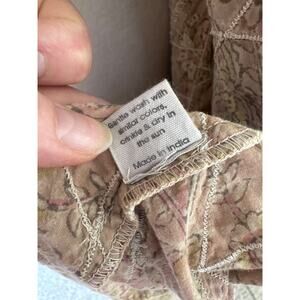 Gentle wash with
similar colors,
crinkle & dry in
the sun
Made in India